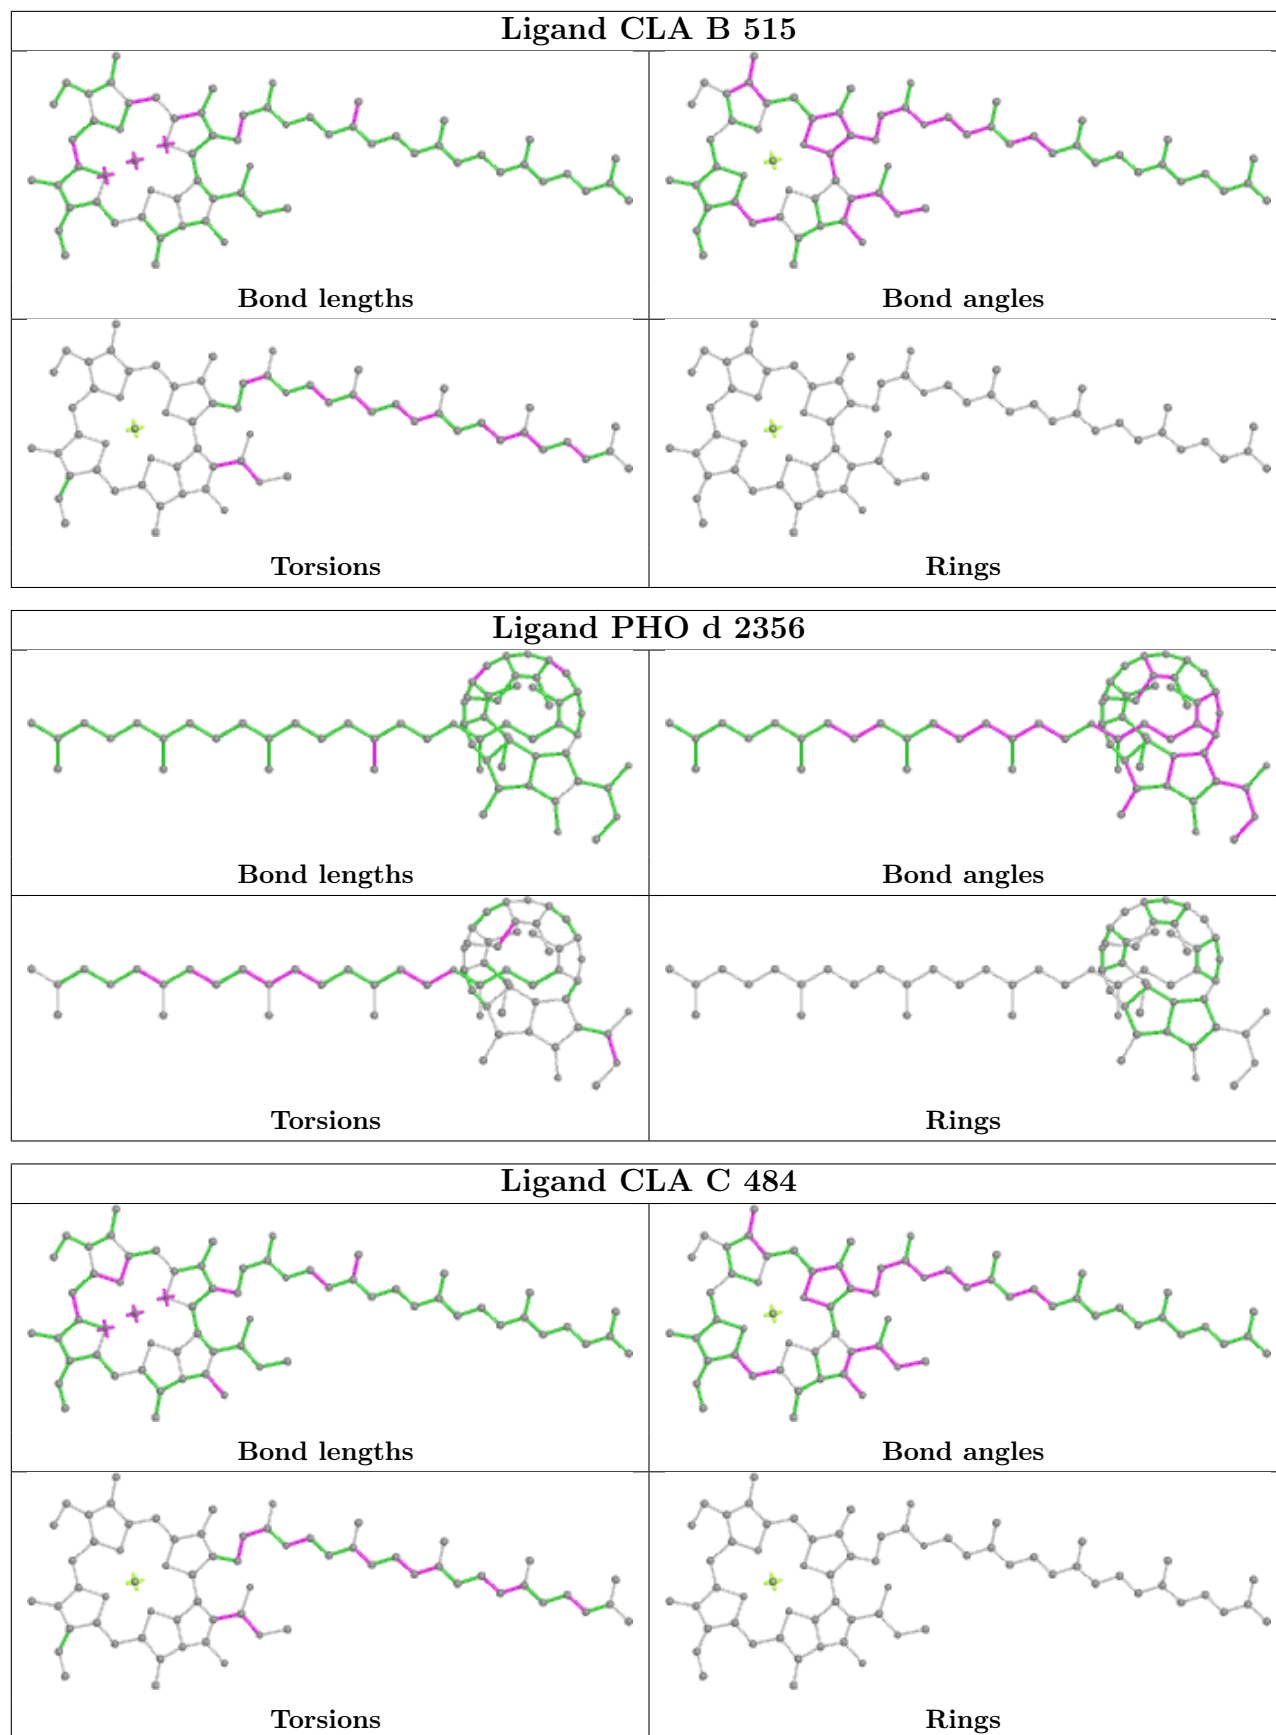 Ligand CLA B 515
Bond lengths
Bond angles
Torsions
Rings
Ligand PHO d 2356
Bond lengths
Bond angles
Torsions
Rings
Ligand CLA C 484
Bond lengths
Bond angles
Torsions
Rings